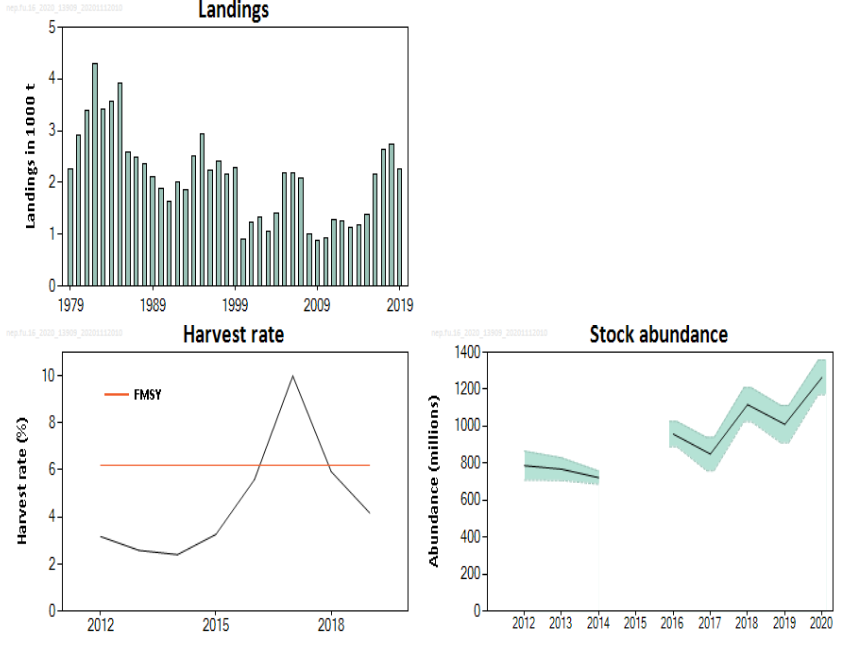 nep.fu.16_2020_13909_20201112010
Landings
Landings in 1000 t
5
4
3
2
1
0
1979 1989 1999 2009 2019
nep.fu.16_2020_13909_20201112010
Harvest rate
Harvest rate (%)
10
8
6
4
2
0
FMSY
2012 2015 2018
nep.fu.16_2020_13909_20201112010
Stock abundance
Abundance (millions)
1400
1200
1000
800
600
400
200
0
2012 2013 2014 2015 2016 2017 2018 2019 2020